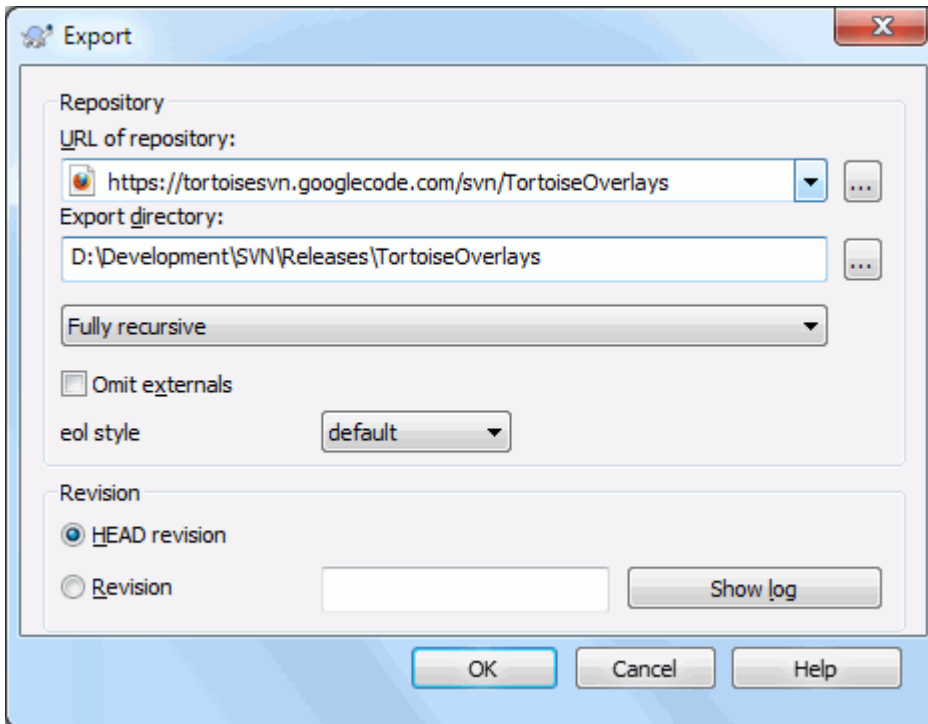 Export
Repository
URL of repository:
https://tortoisesvn.googlecode.com/svn/TortoiseOverlays
...
Export directory:
D:\Development\SVN\Releases\TortoiseOverlays
...
Fully recursive
Omit externals
eol style default
Revision
HEAD revision
Revision Show log
OK Cancel Help